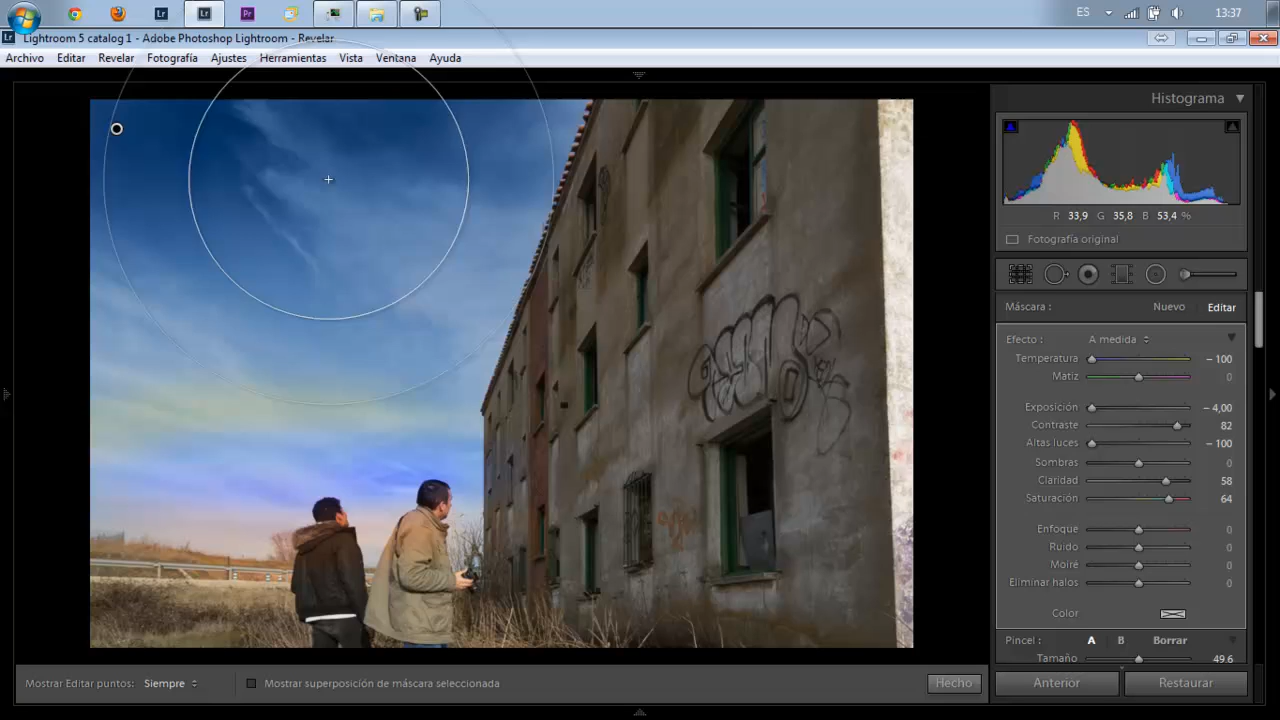 ES
13:37
Lightroom 5 catalog 1 - Adobe Photoshop Lightroom - Revelar
Archivo Editar Revelar Fotografía Ajustes Herramientas Vista Ventana Ayuda
Histograma
R 33,9 G 35,8 B 53,4 %
Fotografía original
Máscara: Nuevo Editar
Efecto : A medida
Temperatura − 100
Matiz 0
Exposición − 4,00
Contraste 82
Altas luces − 100
Sombras 0
Claridad 58
Saturación 64
Enfoque 0
Ruido 0
Moiré 0
Eliminar halos 0
Color
Pincel : A B Borrar
Tamaño 49,6
Mostrar Editar puntos: Siempre
Mostrar superposición de máscara seleccionada
Hecho
Anterior Restaurar